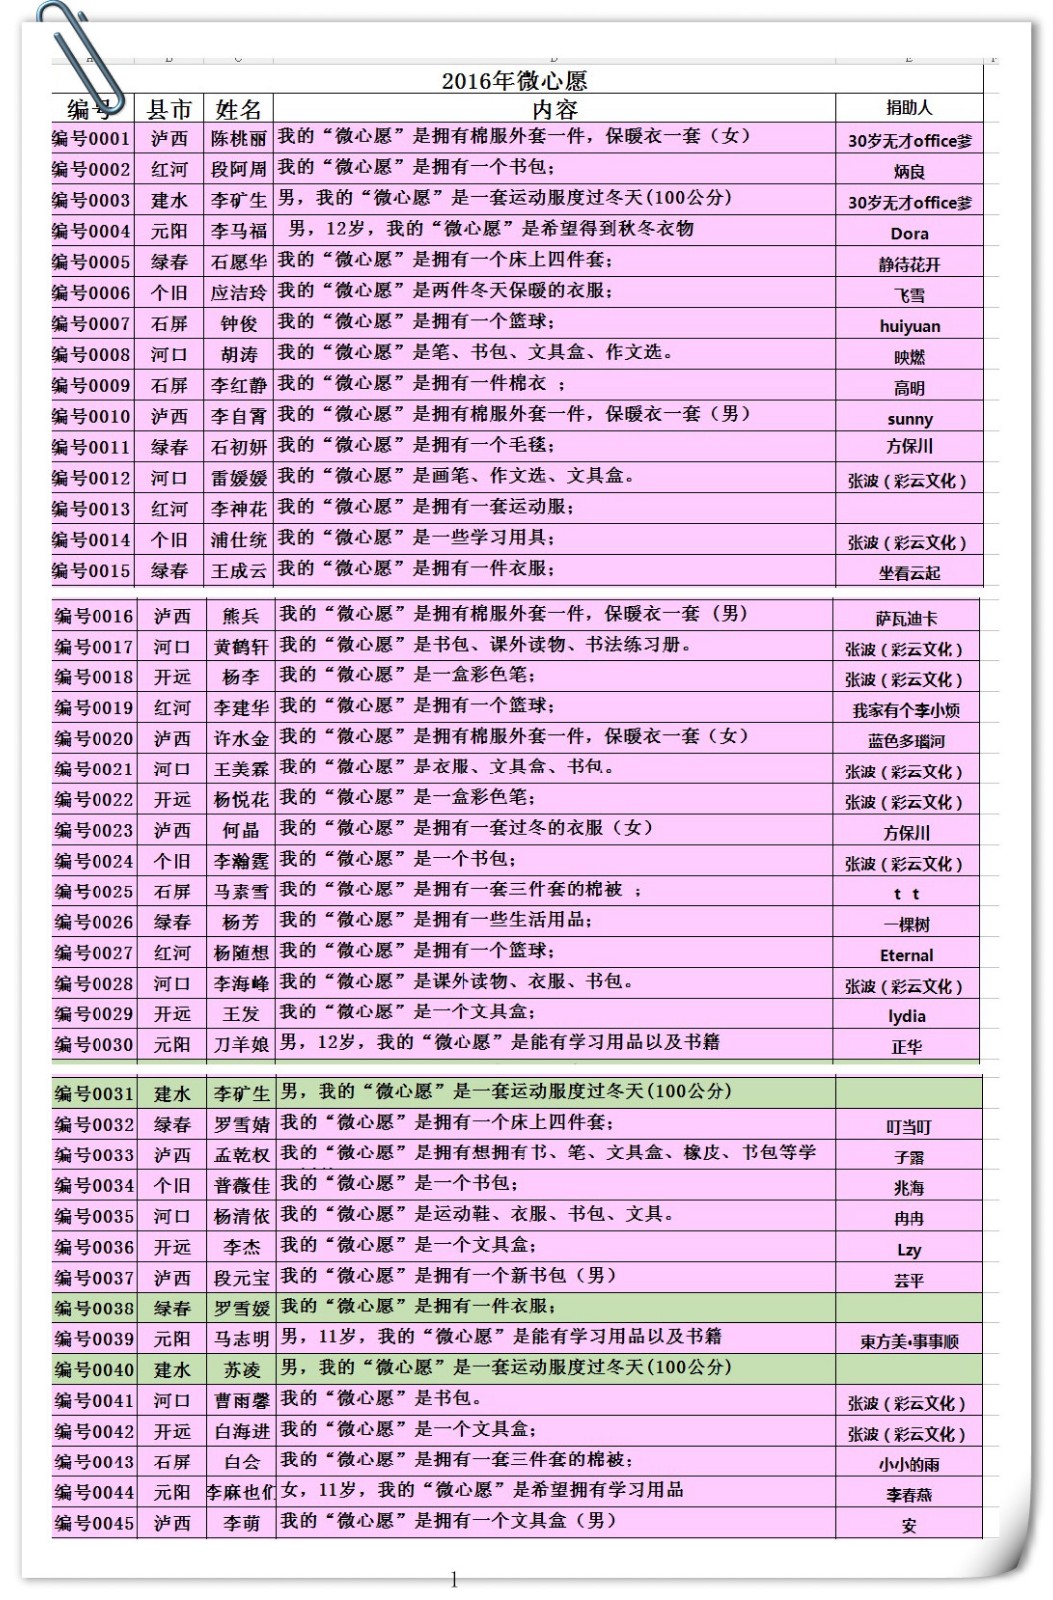 2016年微心愿
编号 县市 姓名 内容 捐助人
编号0001 泸西 陈桃丽 我的“微心愿”是拥有棉服外套一件，保暖衣一套（女） 30岁无才office爹
编号0002 红河 段阿周 我的“微心愿”是拥有一个书包； 炳良
编号0003 建水 李矿生 男，我的“微心愿”是一套运动服度过冬天(100公分) 30岁无才office爹
编号0004 元阳 李马福 男，12岁，我的“微心愿”是希望得到秋冬衣物 Dora
编号0005 绿春 石愿华 我的“微心愿”是拥有一个床上四件套； 静待花开
编号0006 个旧 应洁玲 我的“微心愿”是两件冬天保暖的衣服； 飞雪
编号0007 石屏 钟俊 我的“微心愿”是拥有一个篮球； huiyuan
编号0008 河口 胡涛 我的“微心愿”是笔、书包、文具盒、作文选。 映燃
编号0009 石屏 李红静 我的“微心愿”是拥有一件棉衣 ； 高明
编号0010 泸西 李自霄 我的“微心愿”是拥有棉服外套一件，保暖衣一套（男） sunny
编号0011 绿春 石初妍 我的“微心愿”是拥有一个毛毯； 方保川
编号0012 河口 雷媛媛 我的“微心愿”是画笔、作文选、文具盒。 张波（彩云文化）
编号0013 红河 李神花 我的“微心愿”是拥有一套运动服；
编号0014 个旧 浦仕统 我的“微心愿”是一些学习用具； 张波（彩云文化）
编号0015 绿春 王成云 我的“微心愿”是拥有一件衣服； 坐看云起
编号0016 泸西 熊兵 我的“微心愿”是拥有棉服外套一件，保暖衣一套（男） 萨瓦迪卡
编号0017 河口 黄鹤轩 我的“微心愿”是书包、课外读物、书法练习册。 张波（彩云文化）
编号0018 开远 杨李 我的“微心愿”是一盒彩色笔； 张波（彩云文化）
编号0019 红河 李建华 我的“微心愿”是拥有一个篮球； 我家有个李小烦
编号0020 泸西 许水金 我的“微心愿”是拥有棉服外套一件，保暖衣一套（女） 蓝色多瑙河
编号0021 河口 王美霖 我的“微心愿”是衣服、文具盒、书包。 张波（彩云文化）
编号0022 开远 杨悦花 我的“微心愿”是一盒彩色笔； 张波（彩云文化）
编号0023 泸西 何晶 我的“微心愿”是拥有一套过冬的衣服（女） 方保川
编号0024 个旧 李瀚霆 我的“微心愿”是一个书包； 张波（彩云文化）
编号0025 石屏 马素雪 我的“微心愿”是拥有一套三件套的棉被 ； t t
编号0026 绿春 杨芳 我的“微心愿”是拥有一些生活用品； 一棵树
编号0027 红河 杨随想 我的“微心愿”是拥有一个篮球； Eternal
编号0028 河口 李海峰 我的“微心愿”是课外读物、衣服、书包。 张波（彩云文化）
编号0029 开远 王发 我的“微心愿”是一个文具盒； lydia
编号0030 元阳 刀羊娘 男，12岁，我的“微心愿”是能有学习用品以及书籍 正华
编号0031 建水 李矿生 男，我的“微心愿”是一套运动服度过冬天(100公分)
编号0032 绿春 罗雪婧 我的“微心愿”是拥有一个床上四件套； 叮当叮
编号0033 泸西 孟乾权 我的“微心愿”是拥有想拥有书、笔、文具盒、橡皮、书包等学 子露
编号0034 个旧 普薇佳 我的“微心愿”是一个书包； 兆海
编号0035 河口 杨清依 我的“微心愿”是运动鞋、衣服、书包、文具。 冉冉
编号0036 开远 李杰 我的“微心愿”是一个文具盒； Lzy
编号0037 泸西 段元宝 我的“微心愿”是拥有一个新书包（男） 芸平
编号0038 绿春 罗雪媛 我的“微心愿”是拥有一件衣服；
编号0039 元阳 马志明 男，11岁，我的“微心愿”是能有学习用品以及书籍 東方美•事事顺
编号0040 建水 苏凌 男，我的“微心愿”是一套运动服度过冬天(100公分)
编号0041 河口 曹雨馨 我的“微心愿”是书包。 张波（彩云文化）
编号0042 开远 白海进 我的“微心愿”是一个文具盒； 张波（彩云文化）
编号0043 石屏 白会 我的“微心愿”是拥有一套三件套的棉被； 小小的雨
编号0044 元阳 李麻也们 女，11岁，我的“微心愿”是希望拥有学习用品 李春燕
编号0045 泸西 李萌 我的“微心愿”是拥有一个文具盒（男） 安
1